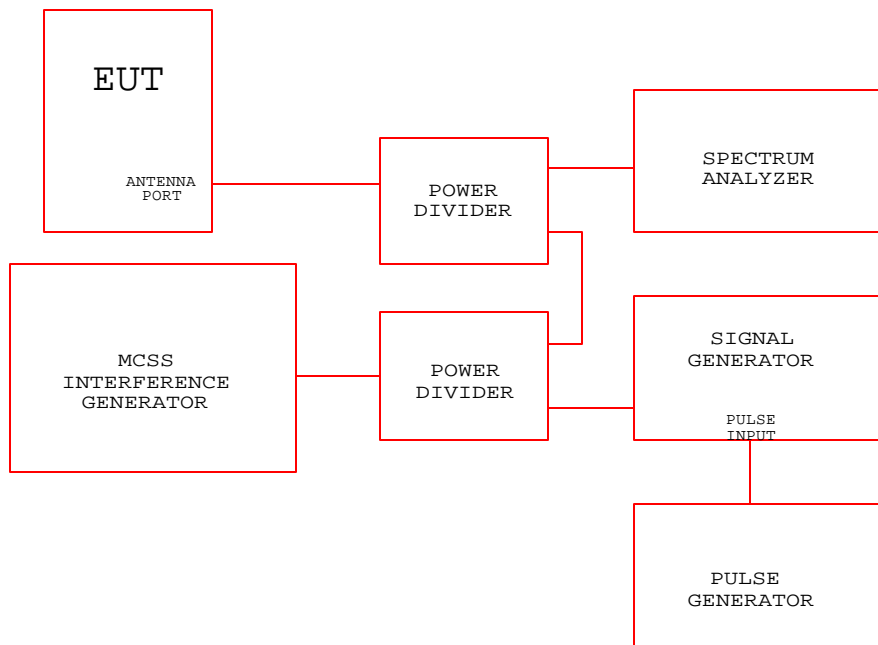 EUT
ANTENNA
PORT
POWER
DIVIDER
SPECTRUM
ANALYZER
MCSS
INTERFERENCE
GENERATOR
POWER
DIVIDER
SIGNAL
GENERATOR
PULSE
INPUT
PULSE
GENERATOR